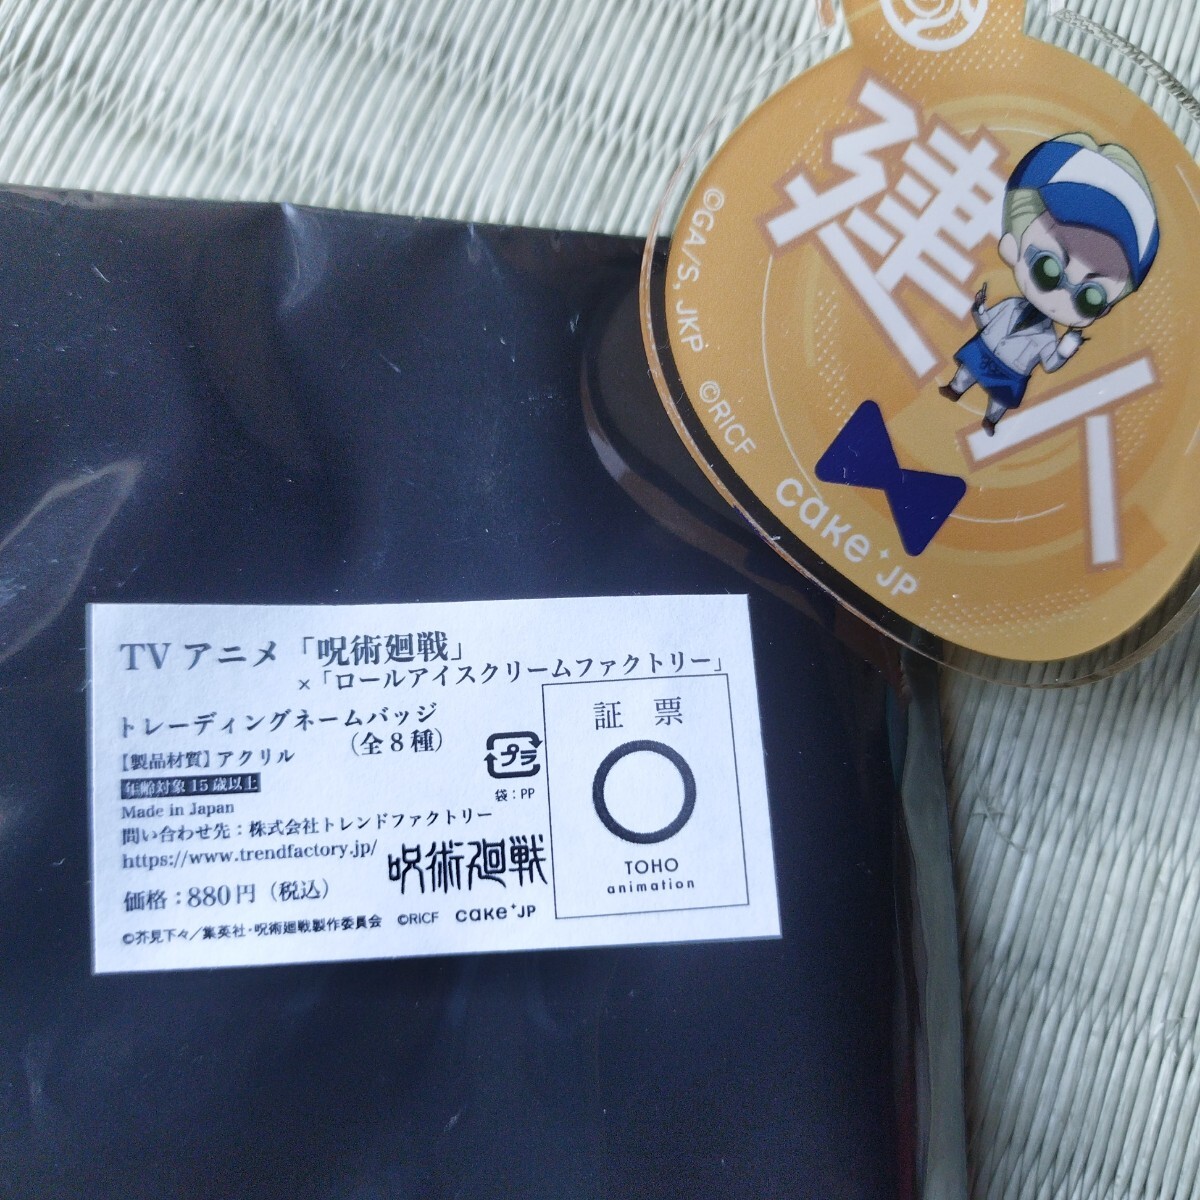 建人
©GA/S, JKP ©RICF
cake.JP
TVアニメ「呪術廻戦」
×「ロールアイスクリームファクトリー」
トレーディングネームバッジ
（全8種）
【製品材質】アクリル
年齢対象15歳以上
Made in Japan
問い合わせ先：株式会社トレンドファクトリー
https://www.trendfactory.jp/
価格：880円（税込）
©芥見下々／集英社・呪術廻戦製作委員会 ©RICF cake.JP
プラ
袋：PP
呪術廻戦
証 票
TOHO
animation